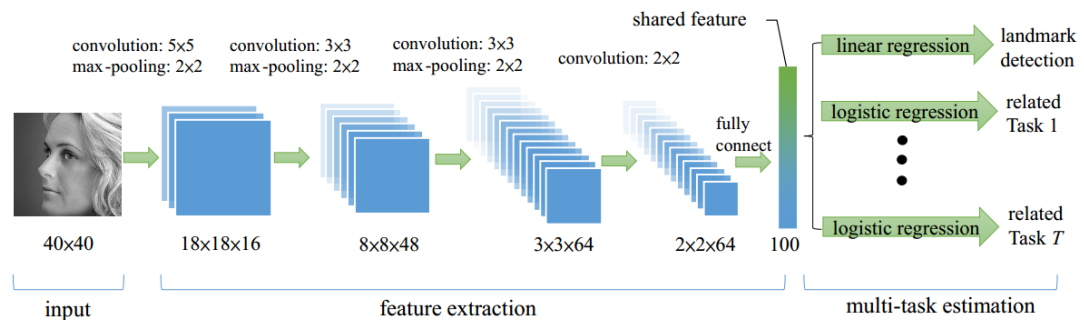 shared feature
convolution: 5×5
max-pooling: 2×2
convolution: 3×3
max-pooling: 2×2
convolution: 3×3
max-pooling: 2×2
convolution: 2×2
fully
connect
linear regression
landmark
detection
logistic regression
related
Task 1
logistic regression
related
Task T
40×40
18×18×16
8×8×48
3×3×64
2×2×64
100
input
feature extraction
multi-task estimation